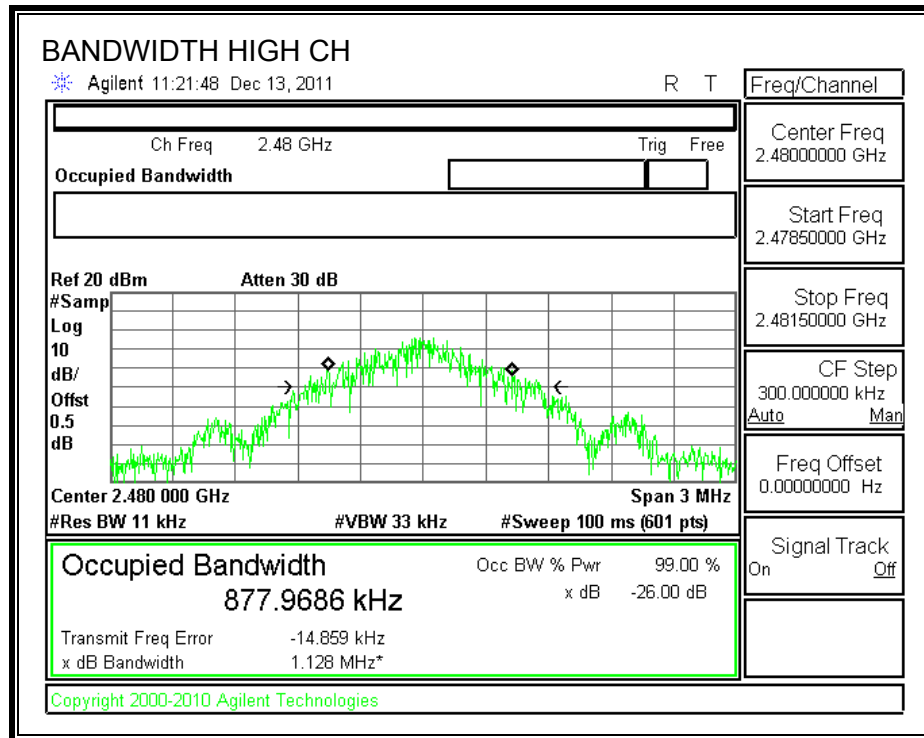 BANDWIDTH HIGH CH
Agilent 11:21:48 Dec 13, 2011 R T
Freq/Channel
Ch Freq 2.48 GHz Trig Free
Occupied Bandwidth
Center Freq
2.48000000 GHz
Start Freq
2.47850000 GHz
Stop Freq
2.48150000 GHz
CF Step
300.000000 kHz
Auto Man
Freq Offset
0.00000000 Hz
Signal Track
On Off
Ref 20 dBm Atten 30 dB
#Samp
Log
10
dB/
Offst
0.5
dB
Center 2.480 000 GHz Span 3 MHz
#Res BW 11 kHz #VBW 33 kHz #Sweep 100 ms (601 pts)
Occupied Bandwidth Occ BW % Pwr 99.00 %
877.9686 kHz x dB -26.00 dB
Transmit Freq Error -14.859 kHz
x dB Bandwidth 1.128 MHz*
Copyright 2000-2010 Agilent Technologies